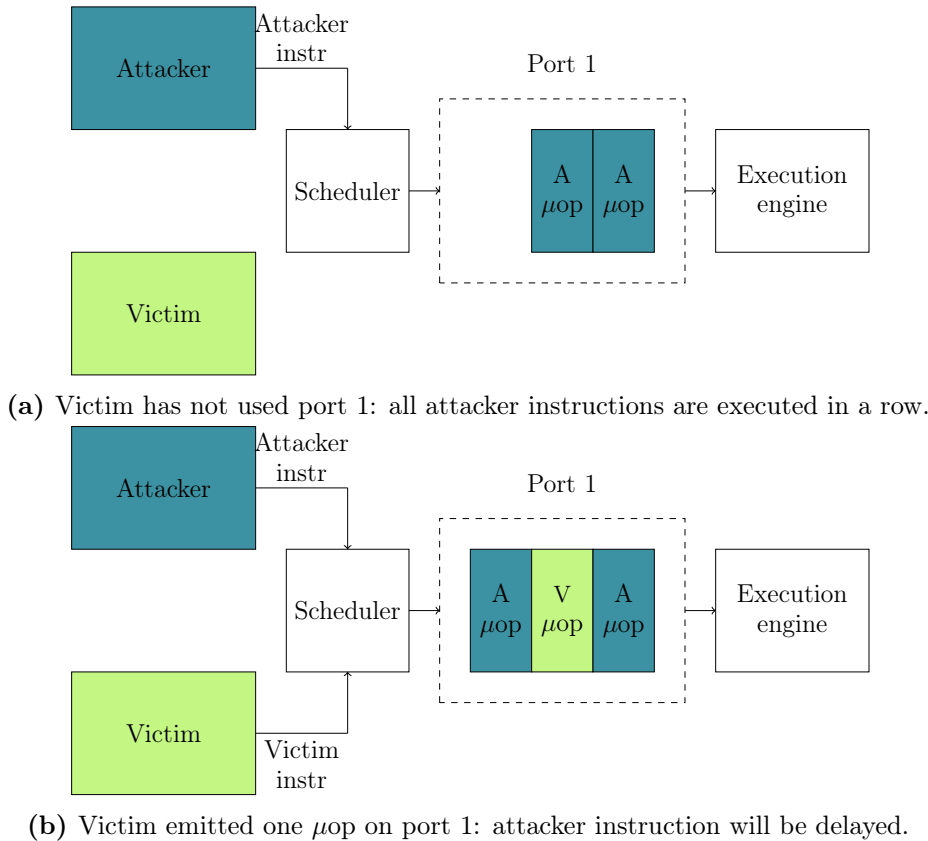 Attacker
instr
Attacker
Port 1
Scheduler
A
μop
A
μop
Execution
engine
Victim
(a) Victim has not used port 1: all attacker instructions are executed in a row.
Attacker
instr
Attacker
Port 1
Scheduler
A
μop
V
μop
A
μop
Execution
engine
Victim
Victim
instr
(b) Victim emitted one μop on port 1: attacker instruction will be delayed.